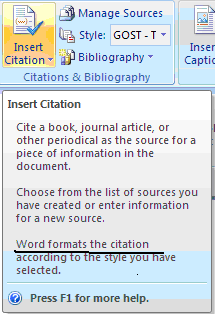 Insert
Citation
Manage Sources
Style: GOST - T
Bibliography
Insert
Caption
Citations & Bibliography
Insert Citation
Cite a book, journal article, or
other periodical as the source for a
piece of information in the
document.
Choose from the list of sources you
have created or enter information
for a new source.
Word formats the citation
according to the style you have
selected.
Press F1 for more help.